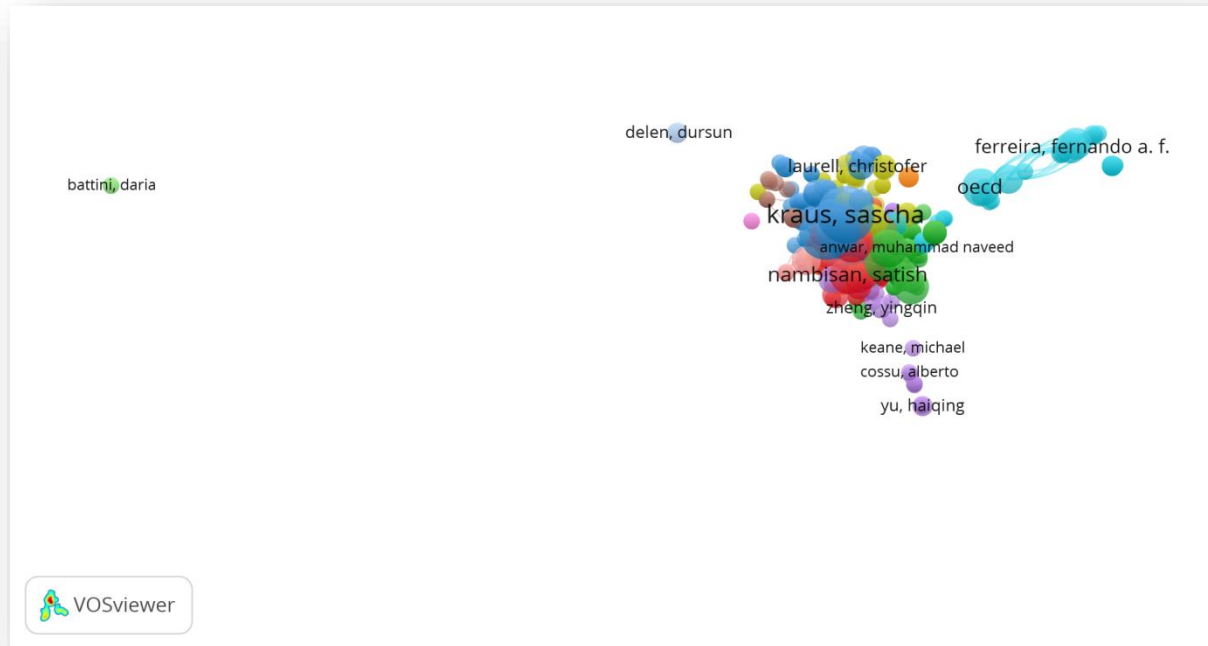 delen, dursun
ferreira, fernando a. f.
laurell, christofer
battini, daria
oecd
kraus, sascha
anwar, muhammad naveed
nambisan, satish
zheng, yingqin
keane, michael
cossu, alberto
yu, haiqing
VOSviewer